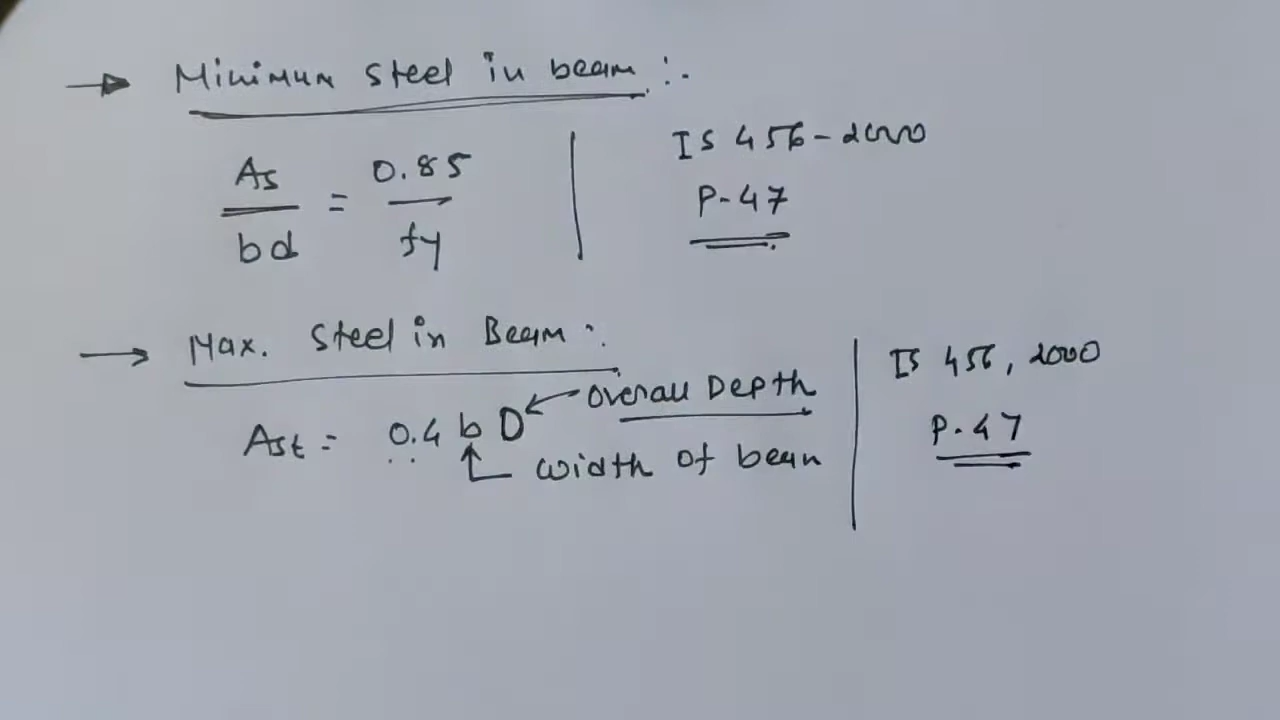 → Minimum steel in beam :-
As / bd = 0.85 / fy
IS 456-2000
P-47
→ Max. Steel in Beam :
Ast = 0.4 b D ← Overall Depth
↑ width of beam
IS 456, 2000
P.47